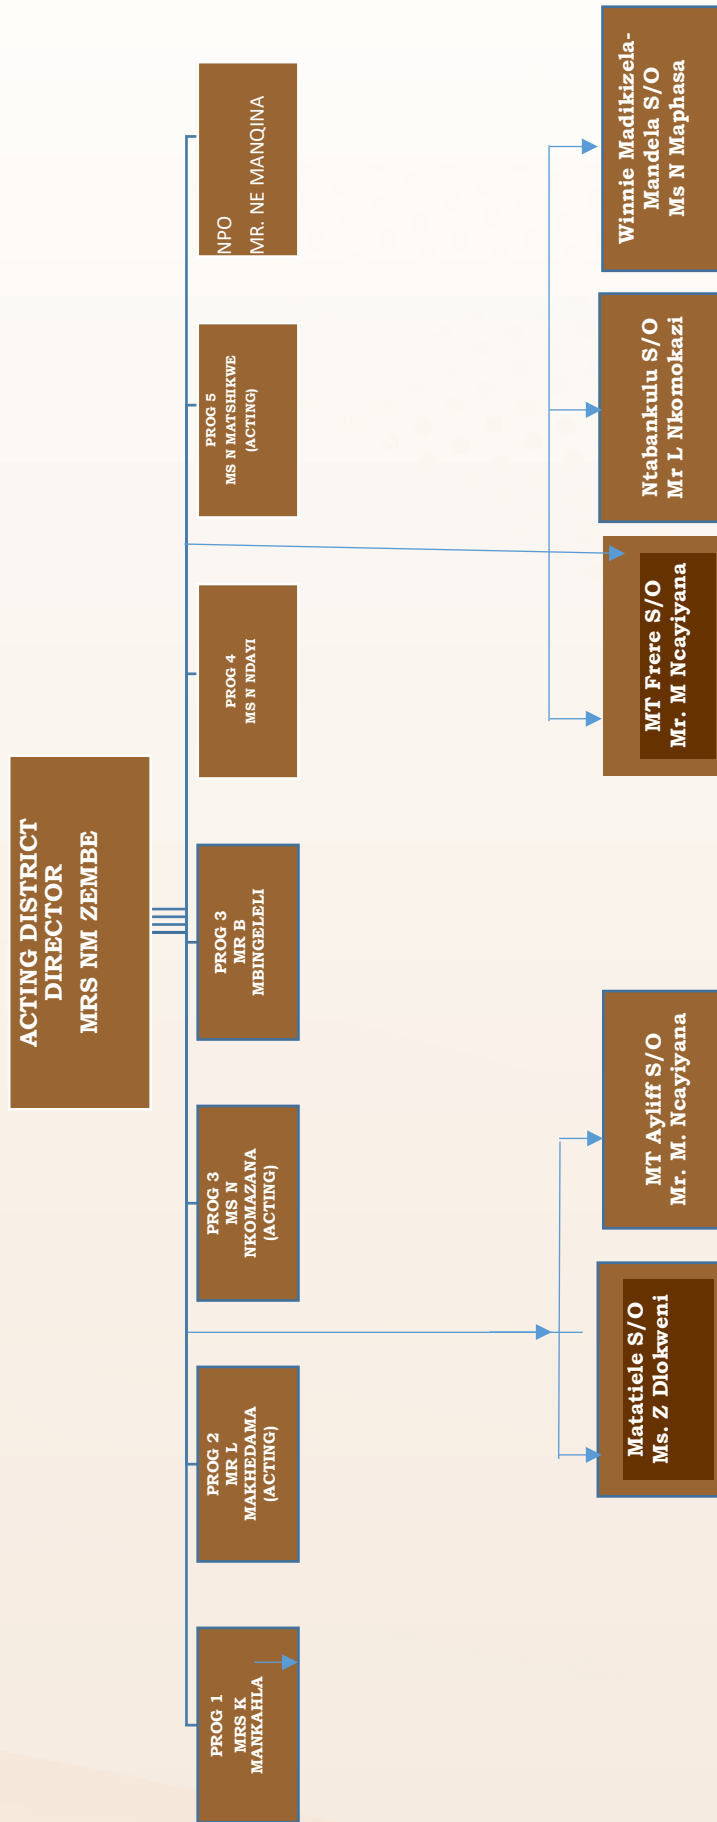 ACTING DISTRICT
DIRECTOR
MRS NM ZEMBE
PROG 1
MRS K
MANKAHLA
PROG 2
MR L
MAKHEDAMA
(ACTING)
PROG 3
MS N
NKOMAZANA
(ACTING)
PROG 3
MR B
MBINGELELI
PROG 4
MS N NDAYI
PROG 5
MS N MATSHIKWE
(ACTING)
NPO
MR. NE MANQINA
Matatiele S/O
Ms. Z Dlokweni
MT Ayliff S/O
Mr. M. Ncayiyana
MT Frere S/O
Mr. M Ncayiyana
Ntabankulu S/O
Mr L Nkomokazi
Winnie Madikizela-
Mandela S/O
Ms N Maphasa